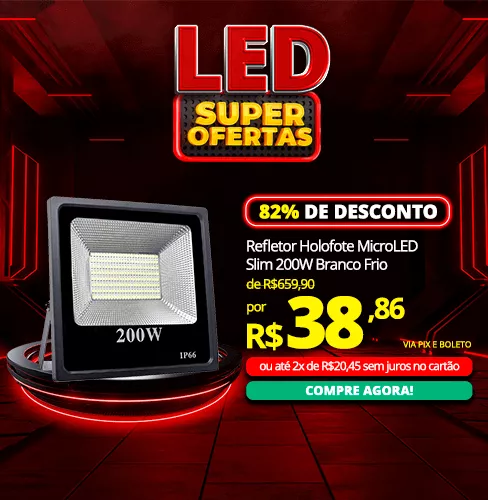 LED
SUPER
OFERTAS
82% DE DESCONTO
Refletor Holofote MicroLED
Slim 200W Branco Frio
de R$659,90
por
R$38,86
VIA PIX E BOLETO
ou até 2x de R$20,45 sem juros no cartão
COMPRE AGORA!
200W
IP66